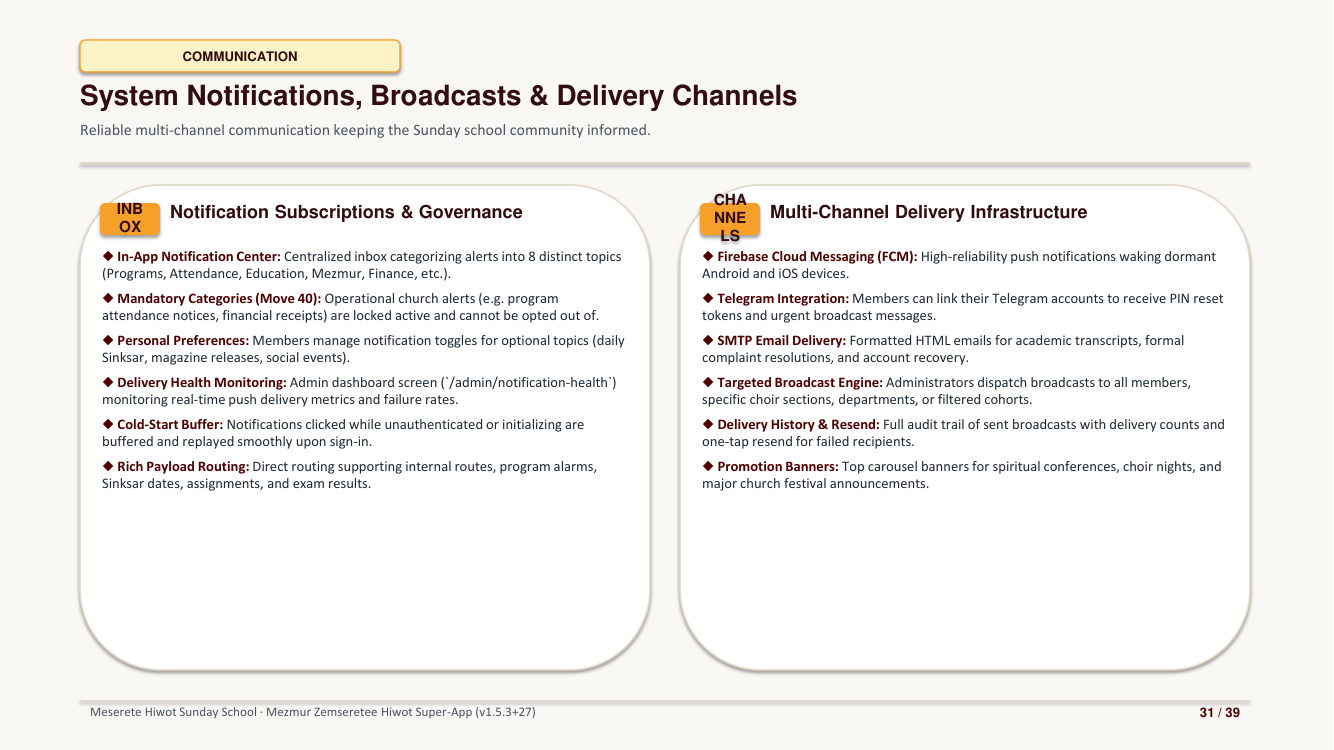 COMMUNICATION
System Notifications, Broadcasts & Delivery Channels
Reliable multi-channel communication keeping the Sunday school community informed.
INB
OX
Notification Subscriptions & Governance
◆ In-App Notification Center: Centralized inbox categorizing alerts into 8 distinct topics
(Programs, Attendance, Education, Mezmur, Finance, etc.).
◆ Mandatory Categories (Move 40): Operational church alerts (e.g. program
attendance notices, financial receipts) are locked active and cannot be opted out of.
◆ Personal Preferences: Members manage notification toggles for optional topics (daily
Sinksar, magazine releases, social events).
◆ Delivery Health Monitoring: Admin dashboard screen (`/admin/notification-health`)
monitoring real-time push delivery metrics and failure rates.
◆ Cold-Start Buffer: Notifications clicked while unauthenticated or initializing are
buffered and replayed smoothly upon sign-in.
◆ Rich Payload Routing: Direct routing supporting internal routes, program alarms,
Sinksar dates, assignments, and exam results.
CHA
NNE
LS
Multi-Channel Delivery Infrastructure
◆ Firebase Cloud Messaging (FCM): High-reliability push notifications waking dormant
Android and iOS devices.
◆ Telegram Integration: Members can link their Telegram accounts to receive PIN reset
tokens and urgent broadcast messages.
◆ SMTP Email Delivery: Formatted HTML emails for academic transcripts, formal
complaint resolutions, and account recovery.
◆ Targeted Broadcast Engine: Administrators dispatch broadcasts to all members,
specific choir sections, departments, or filtered cohorts.
◆ Delivery History & Resend: Full audit trail of sent broadcasts with delivery counts and
one-tap resend for failed recipients.
◆ Promotion Banners: Top carousel banners for spiritual conferences, choir nights, and
major church festival announcements.
Meserete Hiwot Sunday School · Mezmur Zemseretee Hiwot Super-App (v1.5.3+27)
31 / 39